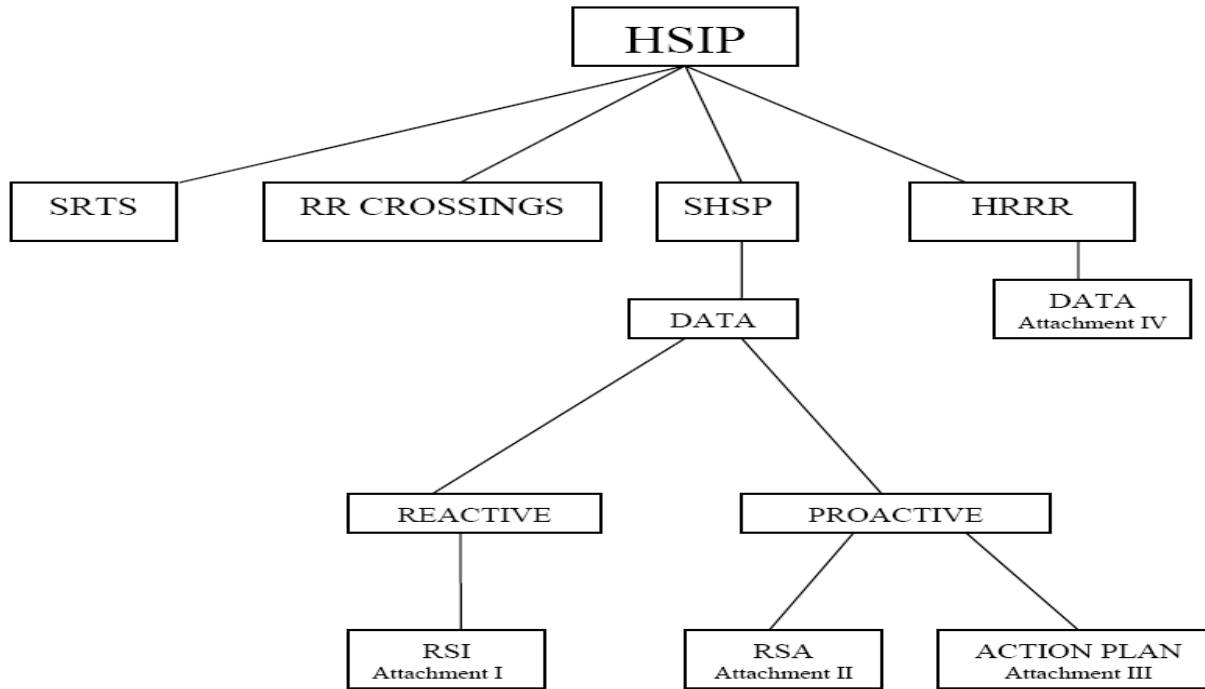 HSIP
SRTS
RR CROSSINGS
SHSP
HRRR
DATA
DATA
Attachment IV
REACTIVE
PROACTIVE
RSI
Attachment I
RSA
Attachment II
ACTION PLAN
Attachment III